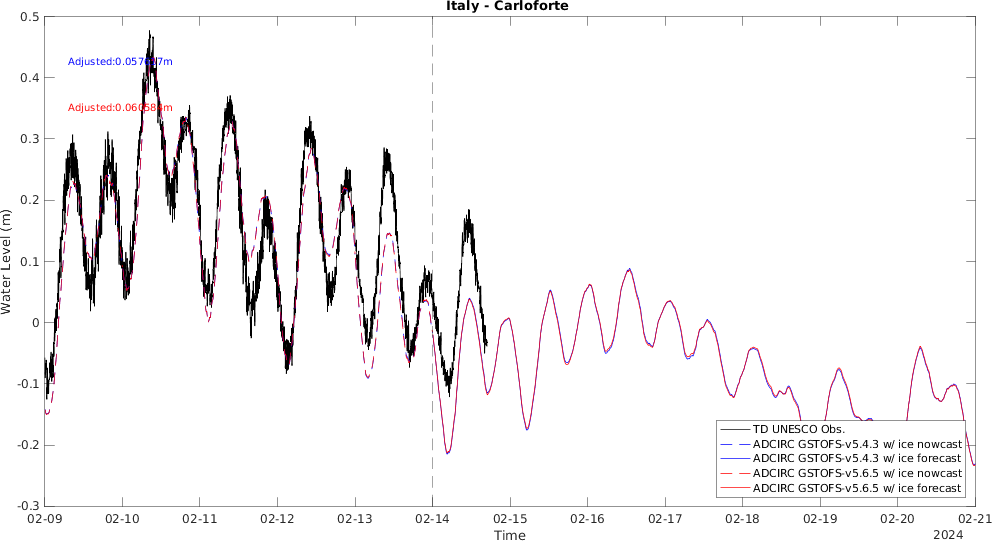 Italy - Carloforte
0.5
0.4
0.3
0.2
0.1
0
-0.1
-0.2
-0.3
Water Level (m)
TD UNESCO Obs.
ADCIRC GSTOFS-v5.4.3 w/ ice nowcast
ADCIRC GSTOFS-v5.4.3 w/ ice forecast
ADCIRC GSTOFS-v5.6.5 w/ ice nowcast
ADCIRC GSTOFS-v5.6.5 w/ ice forecast
02-09 02-10 02-11 02-12 02-13 02-14 02-15 02-16 02-17 02-18 02-19 02-20 02-21
Time
2024